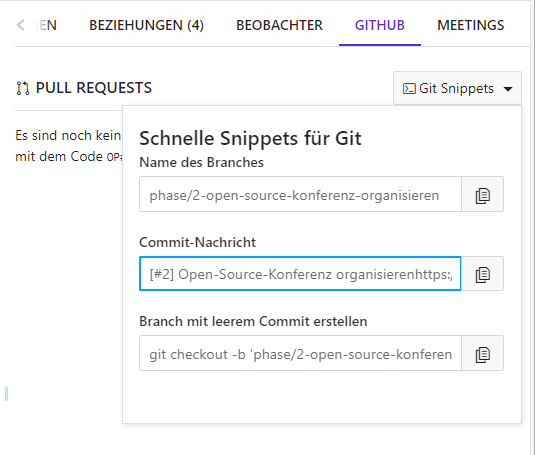 EN BEZIEHUNGEN (4) BEOBACHTER GITHUB MEETINGS
PULL REQUESTS Git Snippets
Es sind noch kein
mit dem Code OP#
Schnelle Snippets für Git
Name des Branches
phase/2-open-source-konferenz-organisieren
Commit-Nachricht
[#2] Open-Source-Konferenz organisierenhttps:/
Branch mit leerem Commit erstellen
git checkout -b 'phase/2-open-source-konferen